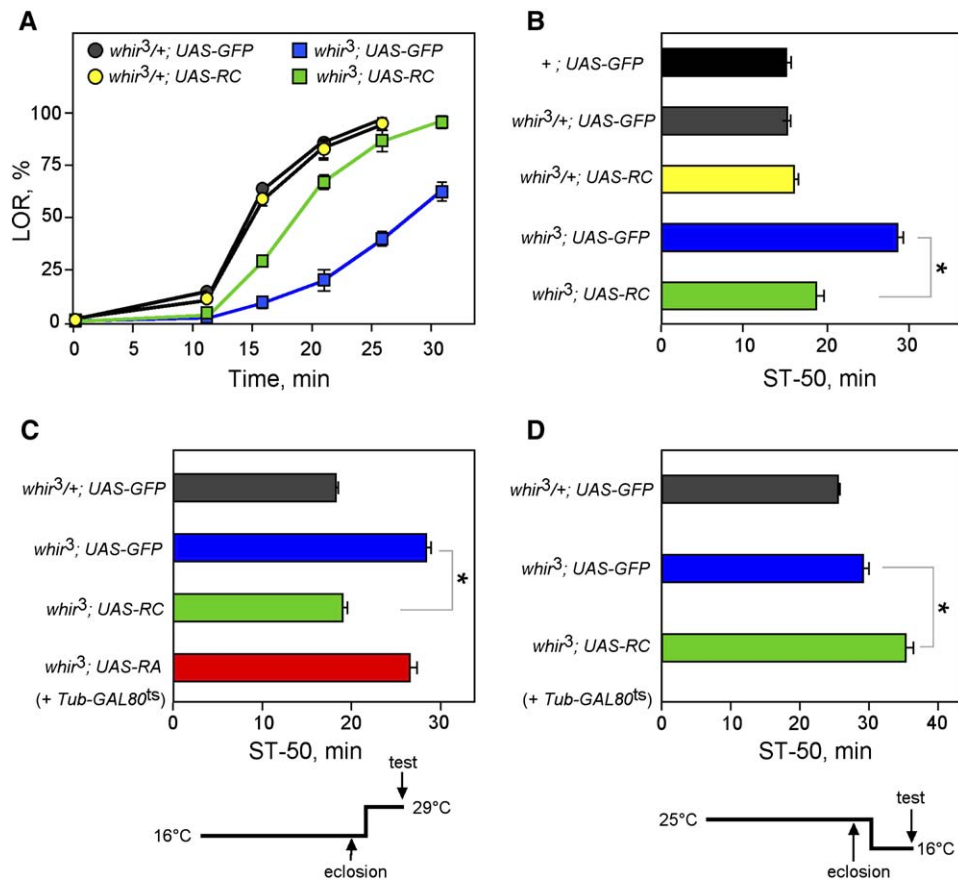 A
whir3/+; UAS-GFP
whir3; UAS-GFP
whir3/+; UAS-RC
whir3; UAS-RC
100
75
50
25
0
LOR, %
0 5 10 15 20 25 30
Time, min
B
+ ; UAS-GFP
whir3/+; UAS-GFP
whir3/+; UAS-RC
whir3; UAS-GFP
whir3; UAS-RC
*
0 10 20 30
ST-50, min
C
whir3/+; UAS-GFP
whir3; UAS-GFP
whir3; UAS-RC
whir3; UAS-RA
(+ Tub-GAL80ts)
*
0 10 20 30
ST-50, min
test
29°C
16°C
eclosion
D
whir3/+; UAS-GFP
whir3; UAS-GFP
whir3; UAS-RC
(+ Tub-GAL80ts)
*
0 10 20 30 40
ST-50, min
test
25°C
16°C
eclosion